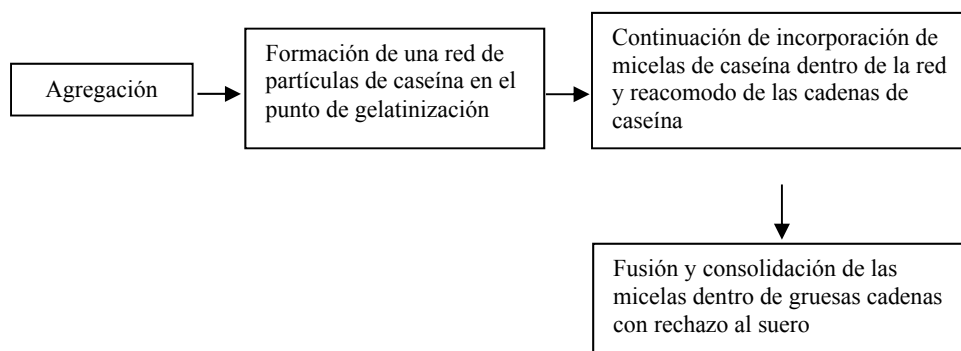 Agregación
Formación de una red de
partículas de caseína en el
punto de gelatinización
Continuación de incorporación de
micelas de caseína dentro de la red
y reacomodo de las cadenas de
caseína
Fusión y consolidación de las
micelas dentro de gruesas cadenas
con rechazo al suero